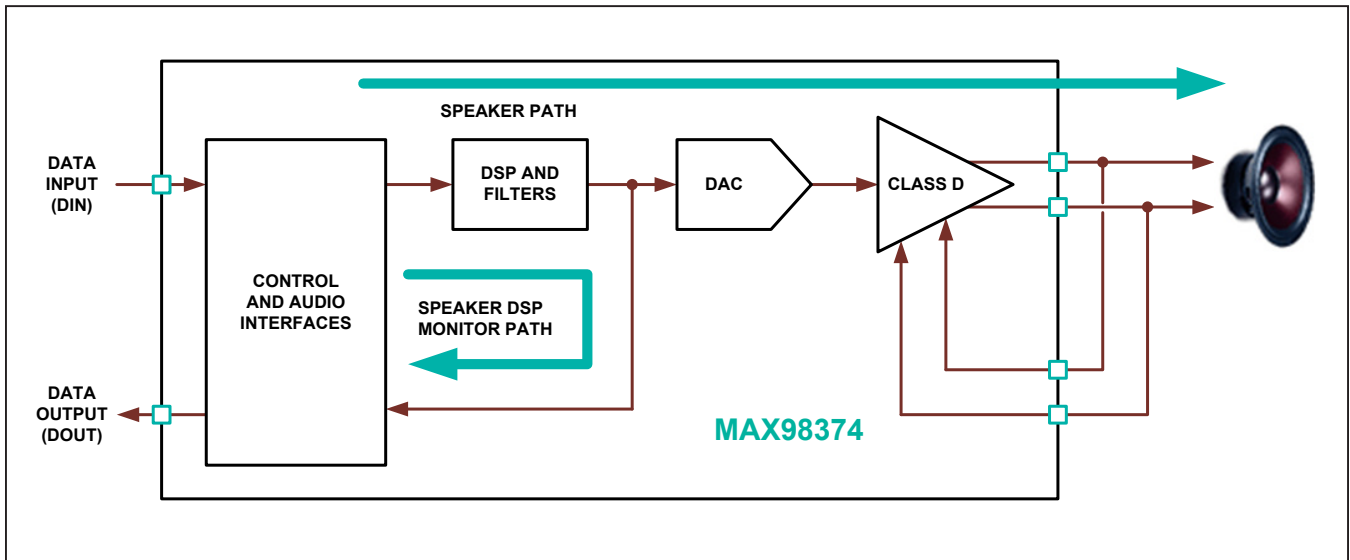 SPEAKER PATH
DATA
INPUT
(DIN)
DSP AND
FILTERS
DAC
CLASS D
CONTROL
AND AUDIO
INTERFACES
SPEAKER DSP
MONITOR PATH
DATA
OUTPUT
(DOUT)
MAX98374